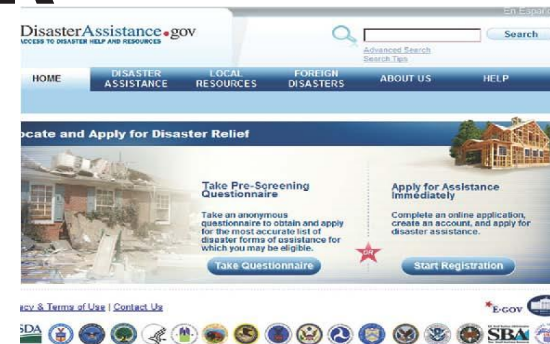 En Españ
DisasterAssistance.gov
ACCESS TO DISASTER HELP AND RESOURCES
Search
Advanced Search
Search Tips
HOME
DISASTER ASSISTANCE
LOCAL RESOURCES
FOREIGN DISASTERS
ABOUT US
HELP
ocate and Apply for Disaster Relief
Take Pre-Screening
Questionnaire
Take an anonymous
questionnaire to obtain and apply
for the most accurate list of
disaster forms of assistance for
which you may be eligible.
Take Questionnaire
OR
Apply for Assistance
Immediately
Complete an online application,
create an account, and apply for
disaster assistance.
Start Registration
acy & Terms of Use | Contact Us
E-GOV
SDA
SBA